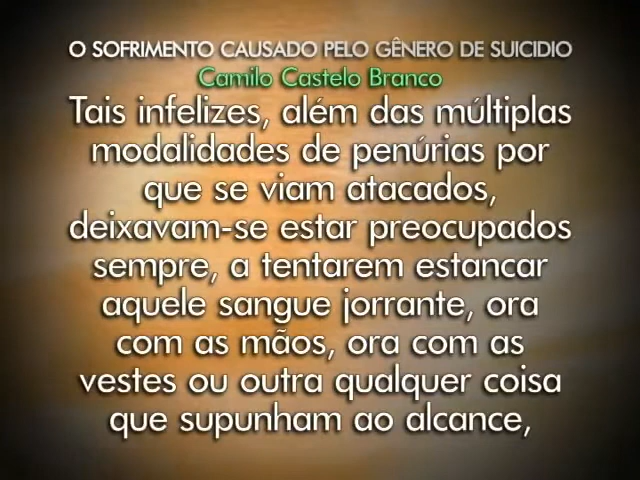 O SOFRIMENTO CAUSADO PELO GÊNERO DE SUICIDIO
Camilo Castelo Branco
Tais infelizes, além das múltiplas
modalidades de penúrias por
que se viam atacados,
deixavam-se estar preocupados
sempre, a tentarem estancar
aquele sangue jorrante, ora
com as mãos, ora com as
vestes ou outra qualquer coisa
que supunham ao alcance,